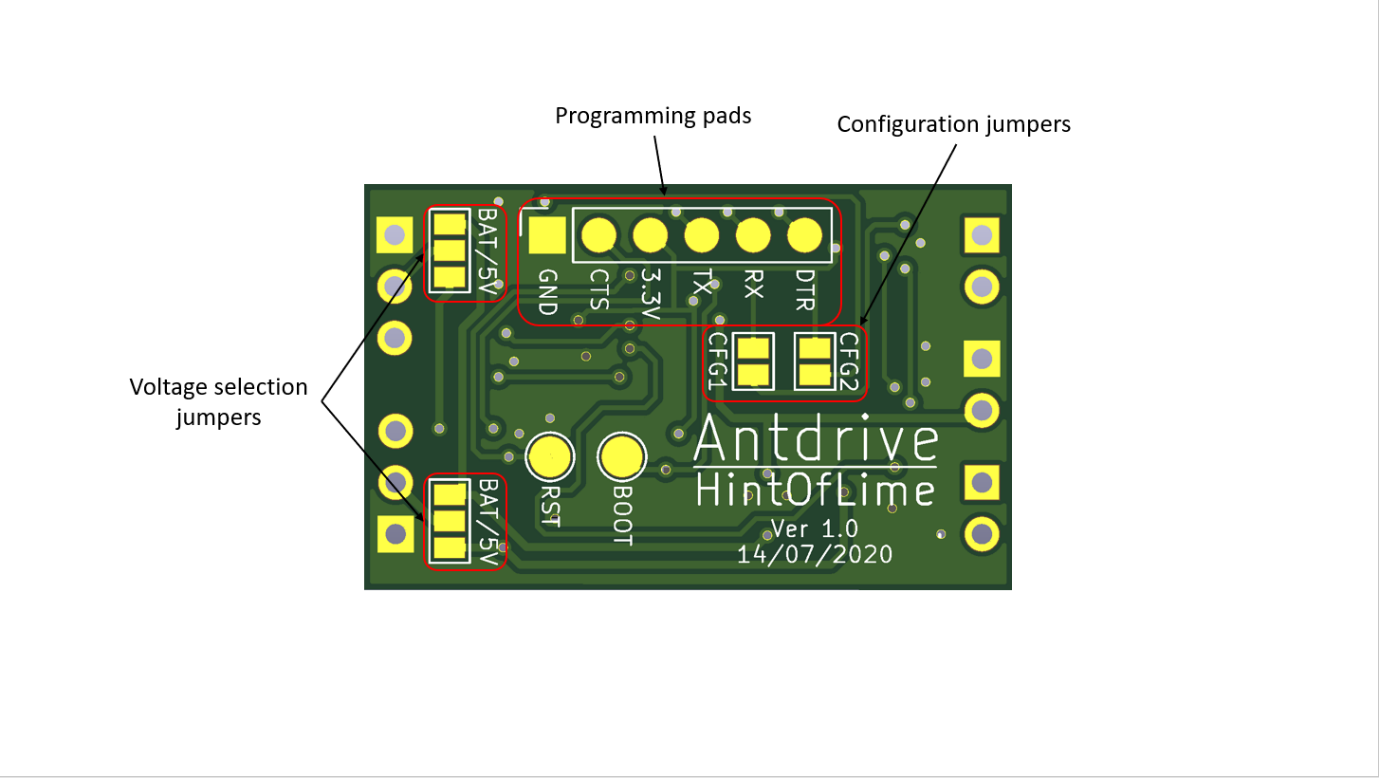 Programming pads
Configuration jumpers
Voltage selection
jumpers
BAT/5V
GND
CTS
3.3V
TX
RX
DTR
CFG1
CFG2
Antdrive
HintOfLime
Ver 1.0
14/07/2020
RST
BOOT
BAT/5V